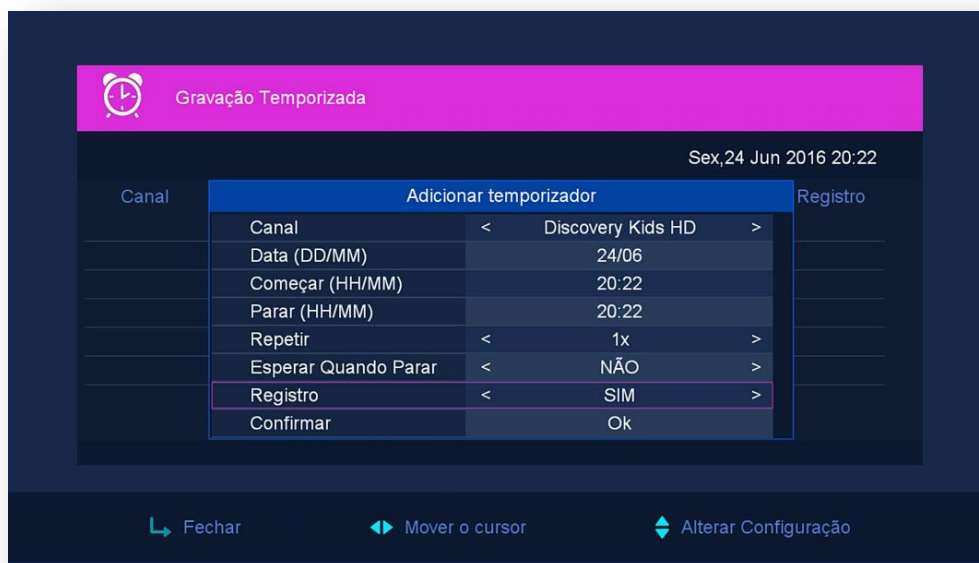 Gravação Temporizada
Sex,24 Jun 2016 20:22
Canal Adicionar temporizador Registro
Canal < Discovery Kids HD >
Data (DD/MM) 24/06
Começar (HH/MM) 20:22
Parar (HH/MM) 20:22
Repetir < 1x >
Esperar Quando Parar < NÃO >
Registro < SIM >
Confirmar Ok
Fechar Mover o cursor Alterar Configuração